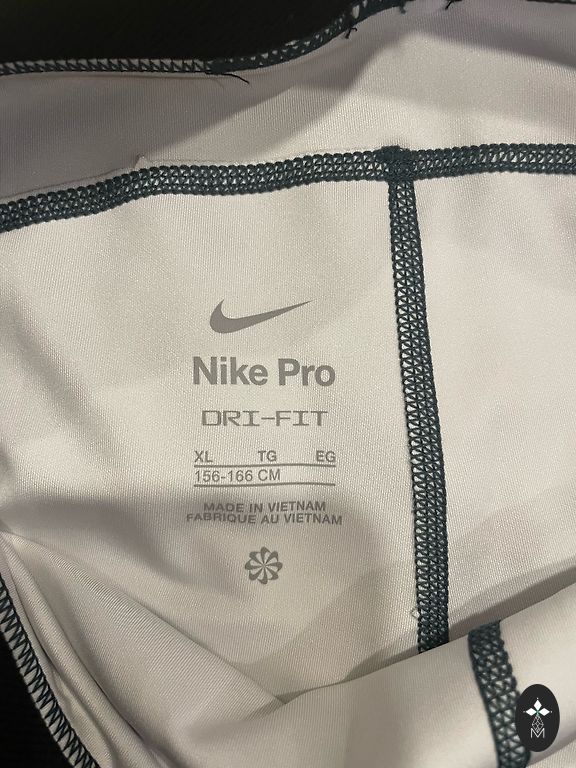 Nike Pro
DRI-FIT
XL TG EG
156-166 CM
MADE IN VIETNAM
FABRIQUE AU VIETNAM
M